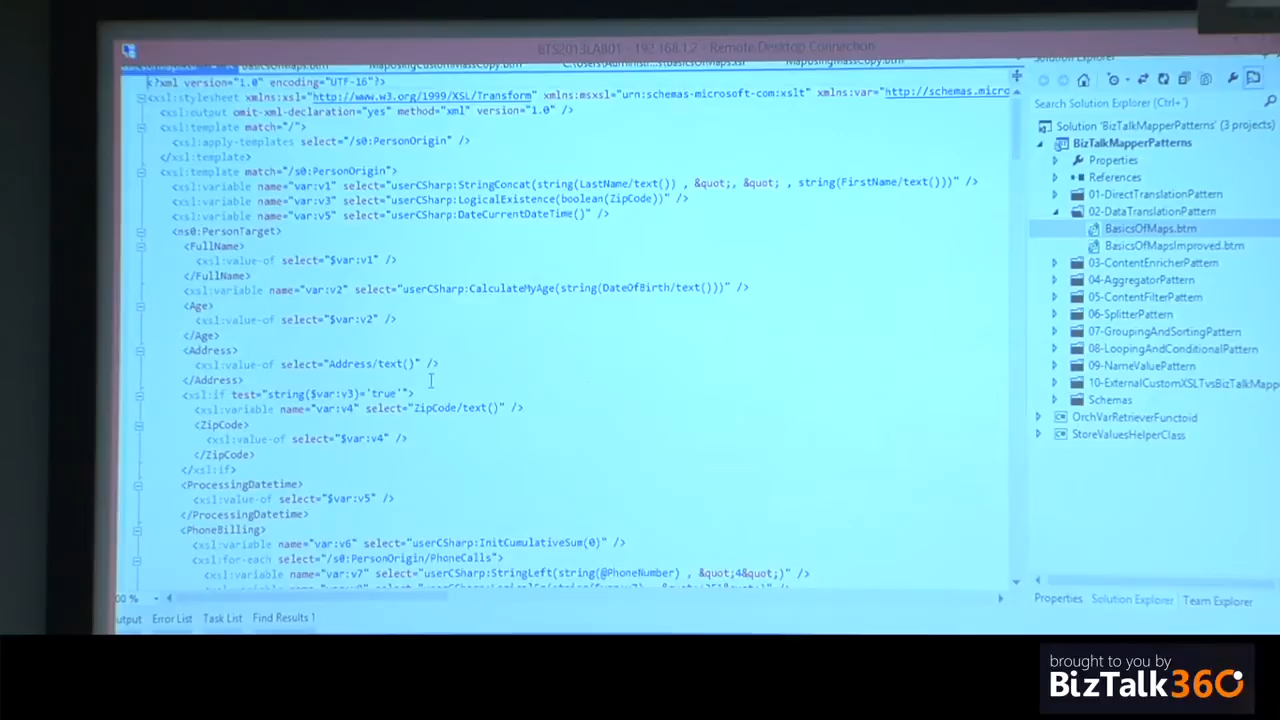 BTS2013LAB01 - 192.168.1.2 - Remote Desktop Connection
MaposingCustomMassCopy.btm
Solution Explorer
<?xml version="1.0" encoding="UTF-16"?>
<xsl:stylesheet xmlns:xsl="http://www.w3.org/1999/XSL/Transform" xmlns:msxsl="urn:schemas-microsoft-com:xslt" xmlns:var="http://schemas.micro
<xsl:output omit-xml-declaration="yes" method="xml" version="1.0" />
<xsl:template match="/">
<xsl:apply-templates select="/s0:PersonOrigin" />
</xsl:template>
<xsl:template match="/s0:PersonOrigin">
<xsl:variable name="var:v1" select="userCSharp:StringConcat(string(LastName/text()) , &quot;, &quot; , string(FirstName/text()))" />
<xsl:variable name="var:v3" select="userCSharp:LogicalExistence(boolean(ZipCode))" />
<xsl:variable name="var:v5" select="userCSharp:DateCurrentDateTime()" />
<ns0:PersonTarget>
<FullName>
<xsl:value-of select="$var:v1" />
</FullName>
<xsl:variable name="var:v2" select="userCSharp:CalculateMyAge(string(DateOfBirth/text()))" />
<Age>
<xsl:value-of select="$var:v2" />
</Age>
<Address>
<xsl:value-of select="Address/text()" />
</Address>
<xsl:if test="string($var:v3)='true'">
<xsl:variable name="var:v4" select="ZipCode/text()" />
<ZipCode>
<xsl:value-of select="$var:v4" />
</ZipCode>
</xsl:if>
<ProcessingDatetime>
<xsl:value-of select="$var:v5" />
</ProcessingDatetime>
<PhoneBilling>
<xsl:variable name="var:v6" select="userCSharp:InitCumulativeSum(0)" />
<xsl:for-each select="/s0:PersonOrigin/PhoneCalls">
<xsl:variable name="var:v7" select="userCSharp:StringLeft(string(@PhoneNumber) , &quot;4&quot;)" />
00 %
utput Error List Task List Find Results 1
Search Solution Explorer (Ctrl+')
Solution 'BizTalkMapperPatterns' (3 projects)
BizTalkMapperPatterns
Properties
References
01-DirectTranslationPattern
02-DataTranslationPattern
BasicsOfMaps.btm
BasicsOfMapsImproved.btm
03-ContentEnricherPattern
04-AggregatorPattern
05-ContentFilterPattern
06-SplitterPattern
07-GroupingAndSortingPattern
08-LoopingAndConditionalPattern
09-NameValuePattern
10-ExternalCustomXSLTvsBizTalkMappe
Schemas
OrchVarRetrieverFunctoid
StoreValuesHelperClass
Properties Solution Explorer Team Explorer
brought to you by
BizTalk360